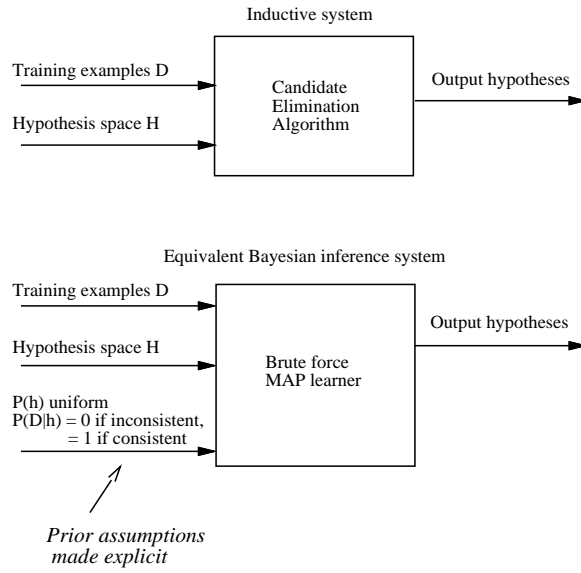 Inductive system
Training examples D
Hypothesis space H
Candidate
Elimination
Algorithm
Output hypotheses
Equivalent Bayesian inference system
Training examples D
Hypothesis space H
P(h) uniform
P(D|h) = 0 if inconsistent,
= 1 if consistent
Brute force
MAP learner
Output hypotheses
Prior assumptions
made explicit